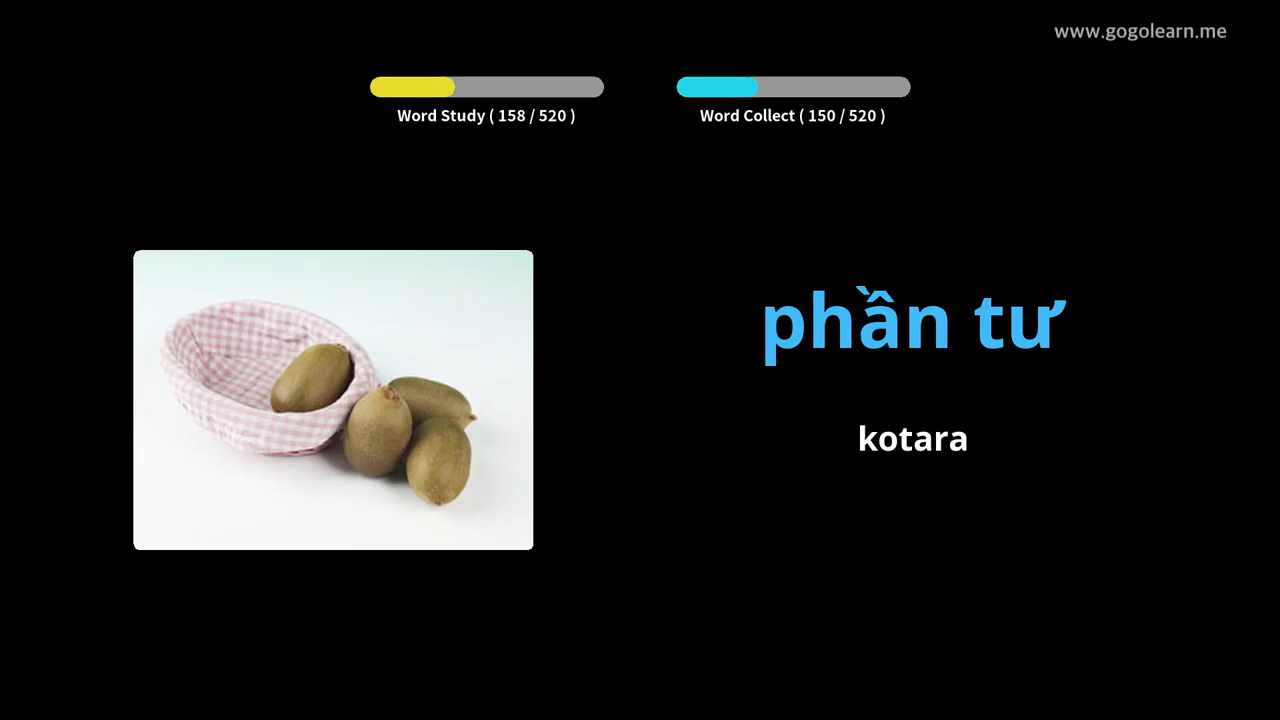 www.gogolearn.me
Word Study ( 158 / 520 )
Word Collect ( 150 / 520 )
phần tư
kotara